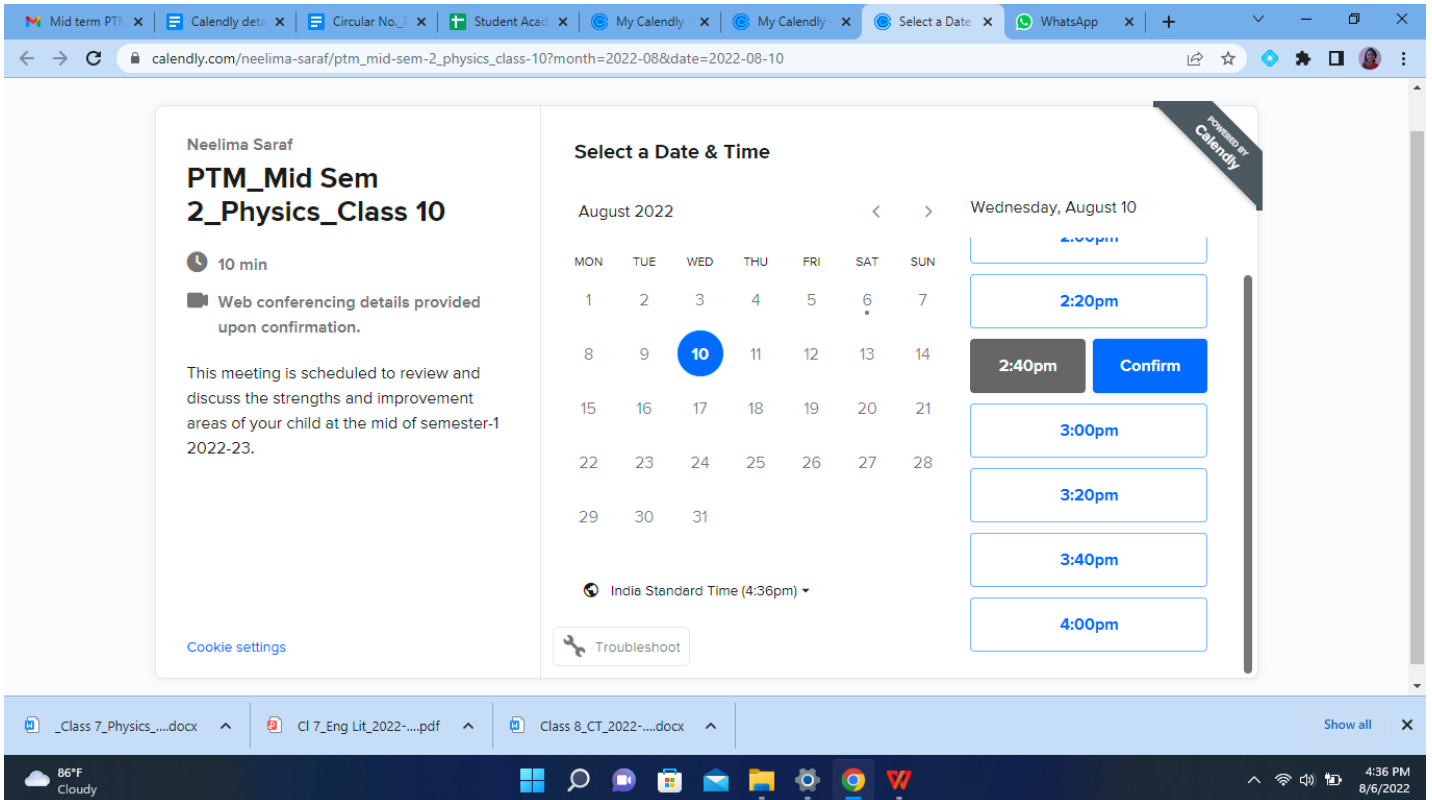 Mid term PTM
Calendly deta
Circular No._F
Student Acad
My Calendly -
My Calendly -
Select a Date
WhatsApp
calendly.com/neelima-saraf/ptm_mid-sem-2_physics_class-10?month=2022-08&date=2022-08-10
POWERED BY
Calendly
Neelima Saraf
PTM_Mid Sem
2_Physics_Class 10
10 min
Web conferencing details provided
upon confirmation.
This meeting is scheduled to review and
discuss the strengths and improvement
areas of your child at the mid of semester-1
2022-23.
Cookie settings
Select a Date & Time
August 2022
MON TUE WED THU FRI SAT SUN
1 2 3 4 5 6 7
8 9 10 11 12 13 14
15 16 17 18 19 20 21
22 23 24 25 26 27 28
29 30 31
India Standard Time (4:36pm)
Troubleshoot
Wednesday, August 10
2:00pm
2:20pm
2:40pm Confirm
3:00pm
3:20pm
3:40pm
4:00pm
_Class 7_Physics_....docx
Cl 7_Eng Lit_2022-....pdf
Class 8_CT_2022-....docx
Show all
86°F
Cloudy
4:36 PM
8/6/2022